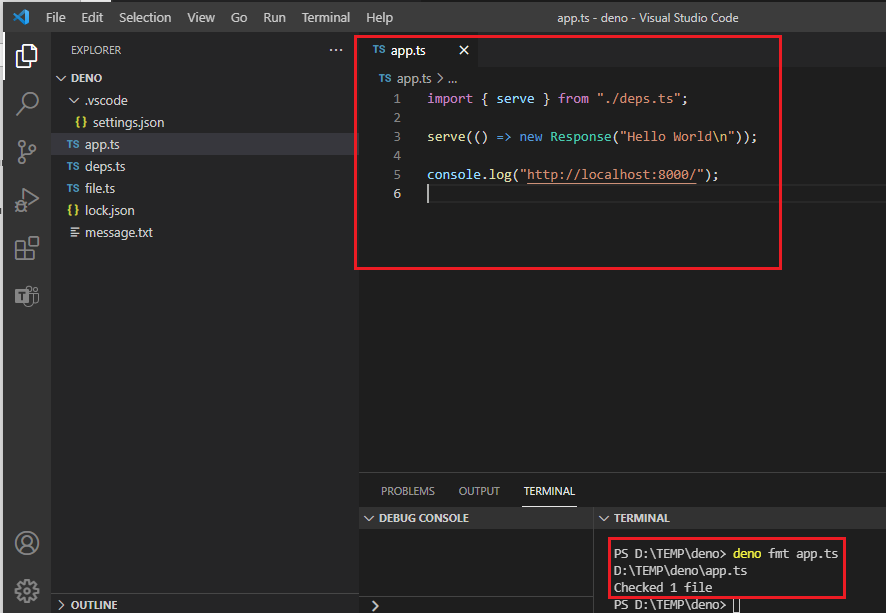 File Edit Selection View Go Run Terminal Help app.ts - deno - Visual Studio Code
EXPLORER ...
DENO
.vscode
{} settings.json
TS app.ts
TS deps.ts
TS file.ts
{} lock.json
message.txt
OUTLINE
TS app.ts ×
TS app.ts > ...
1 import { serve } from "./deps.ts";
2
3 serve(() => new Response("Hello World\n"));
4
5 console.log("http://localhost:8000/");
6
PROBLEMS OUTPUT TERMINAL
DEBUG CONSOLE
>
TERMINAL
PS D:\TEMP\deno> deno fmt app.ts
D:\TEMP\deno\app.ts
Checked 1 file
PS D:\TEMP\deno>